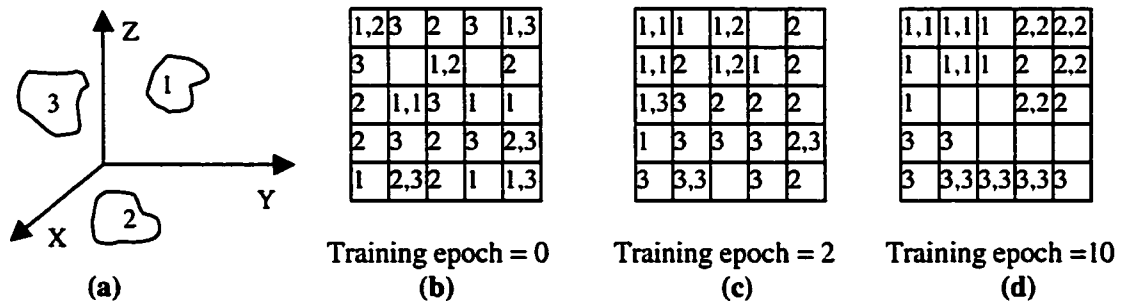 Z
3
1
2
X
Y
(a)
1,2 3 2 3 1,3
3 1,2 2
2 1,1 3 1 1
2 3 2 3 2,3
1 2,3 2 1 1,3
Training epoch = 0
(b)
1,1 1 1,2 2
1,1 2 1,2 1 2
1,3 3 2 2 2
1 3 3 3 2,3
3 3,3 3 2
Training epoch = 2
(c)
1,1 1,1 1 2,2 2,2
1 1,1 1 2 2,2
1 2,2 2
3 3
3 3,3 3,3 3,3 3
Training epoch =10
(d)